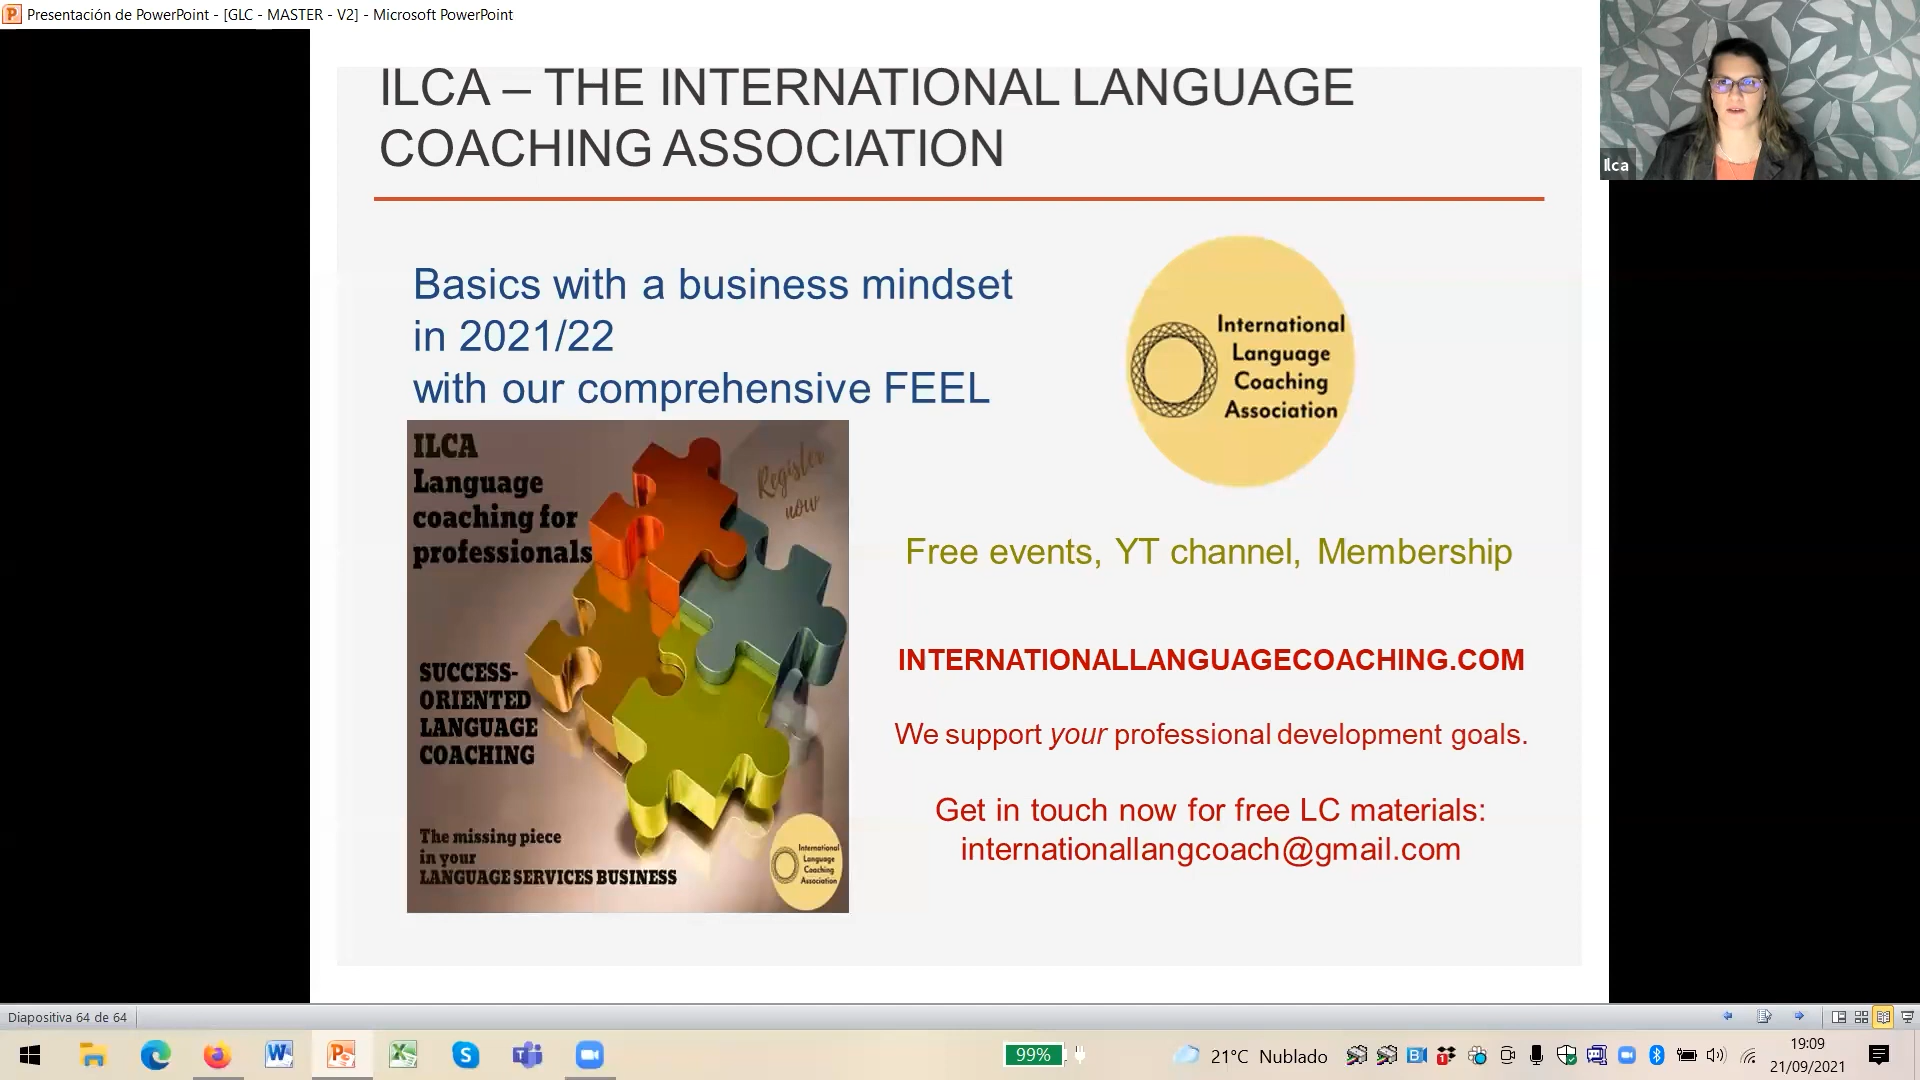 Presentación de PowerPoint - [GLC - MASTER - V2] - Microsoft PowerPoint
ILCA – THE INTERNATIONAL LANGUAGE
COACHING ASSOCIATION
Ilca
Basics with a business mindset
in 2021/22
with our comprehensive FEEL
International
Language
Coaching
Association
ILCA
Language
coaching for
professionals
Register
now
SUCCESS-
ORIENTED
LANGUAGE
COACHING
The missing piece
in your
LANGUAGE SERVICES BUSINESS
International
Language
Coaching
Association
Free events, YT channel, Membership
INTERNATIONALLANGUAGECOACHING.COM
We support your professional development goals.
Get in touch now for free LC materials:
internationallangcoach@gmail.com
Diapositiva 64 de 64
99%
21°C Nublado
19:09
21/09/2021